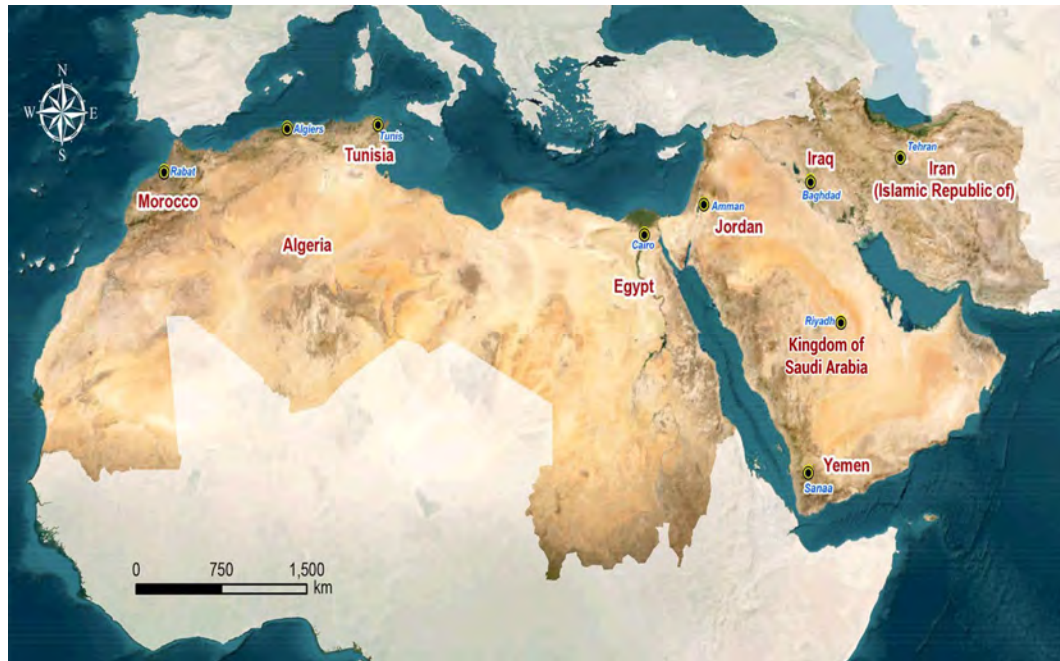 N
W E
S
Algiers
Tunis
Tunisia
Rabat
Morocco
Algeria
Tehran
Iraq
Iran
(Islamic Republic of)
Baghdad
Amman
Jordan
Cairo
Egypt
Riyadh
Kingdom of
Saudi Arabia
Yemen
Sanaa
0 750 1,500
km